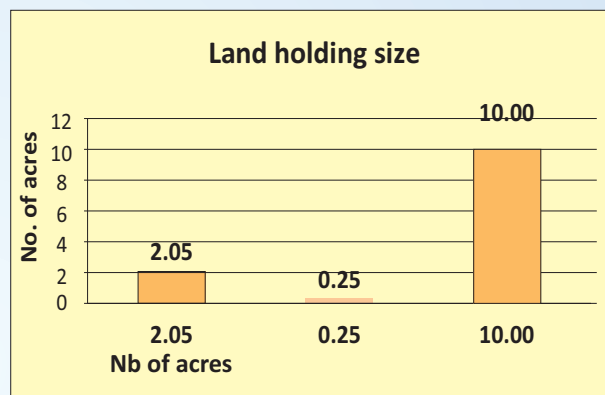 Land holding size
No. of acres
12
10
8
6
4
2
0
2.05
0.25
10.00
2.05 0.25 10.00
Nb of acres